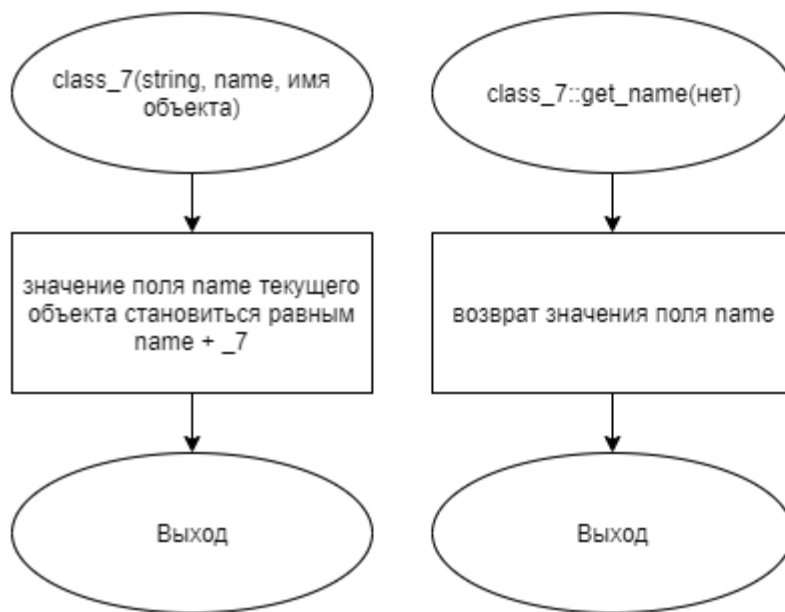 class_7(string, name, имя
объекта)
class_7::get_name(нет)
значение поля name текущего
объекта становиться равным
name + _7
возврат значения поля name
Выход
Выход